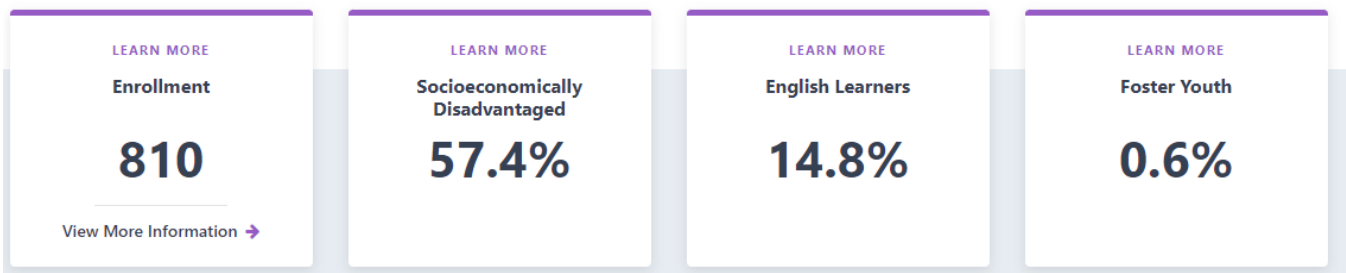 LEARN MORE
Enrollment
810
View More Information
LEARN MORE
Socioeconomically
Disadvantaged
57.4%
LEARN MORE
English Learners
14.8%
LEARN MORE
Foster Youth
0.6%